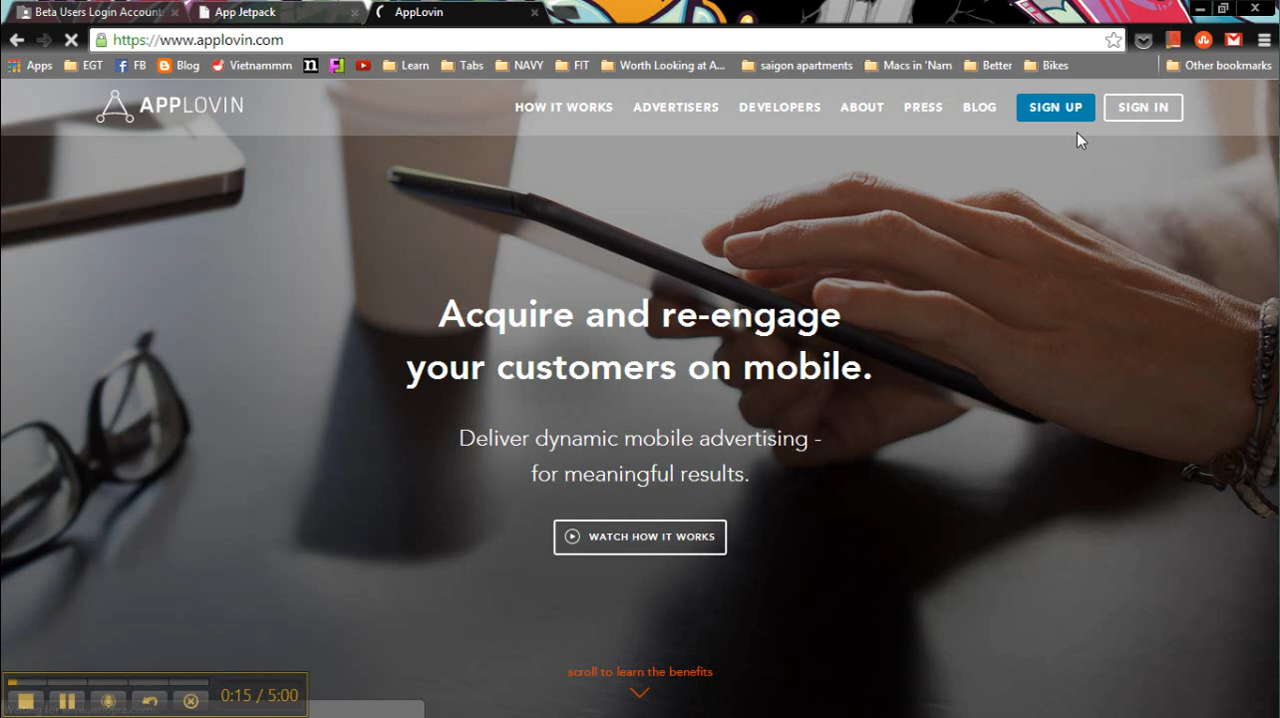 Beta Users Login Account
App Jetpack
AppLovin
https://www.applovin.com
Apps EGT FB Blog Vietnammm Learn Tabs NAVY FIT Worth Looking at A... saigon apartments Macs in 'Nam Better Bikes Other bookmarks
APPLOVIN
HOW IT WORKS ADVERTISERS DEVELOPERS ABOUT PRESS BLOG SIGN UP SIGN IN
Acquire and re-engage
your customers on mobile.
Deliver dynamic mobile advertising -
for meaningful results.
WATCH HOW IT WORKS
scroll to learn the benefits
0:15 / 5:00